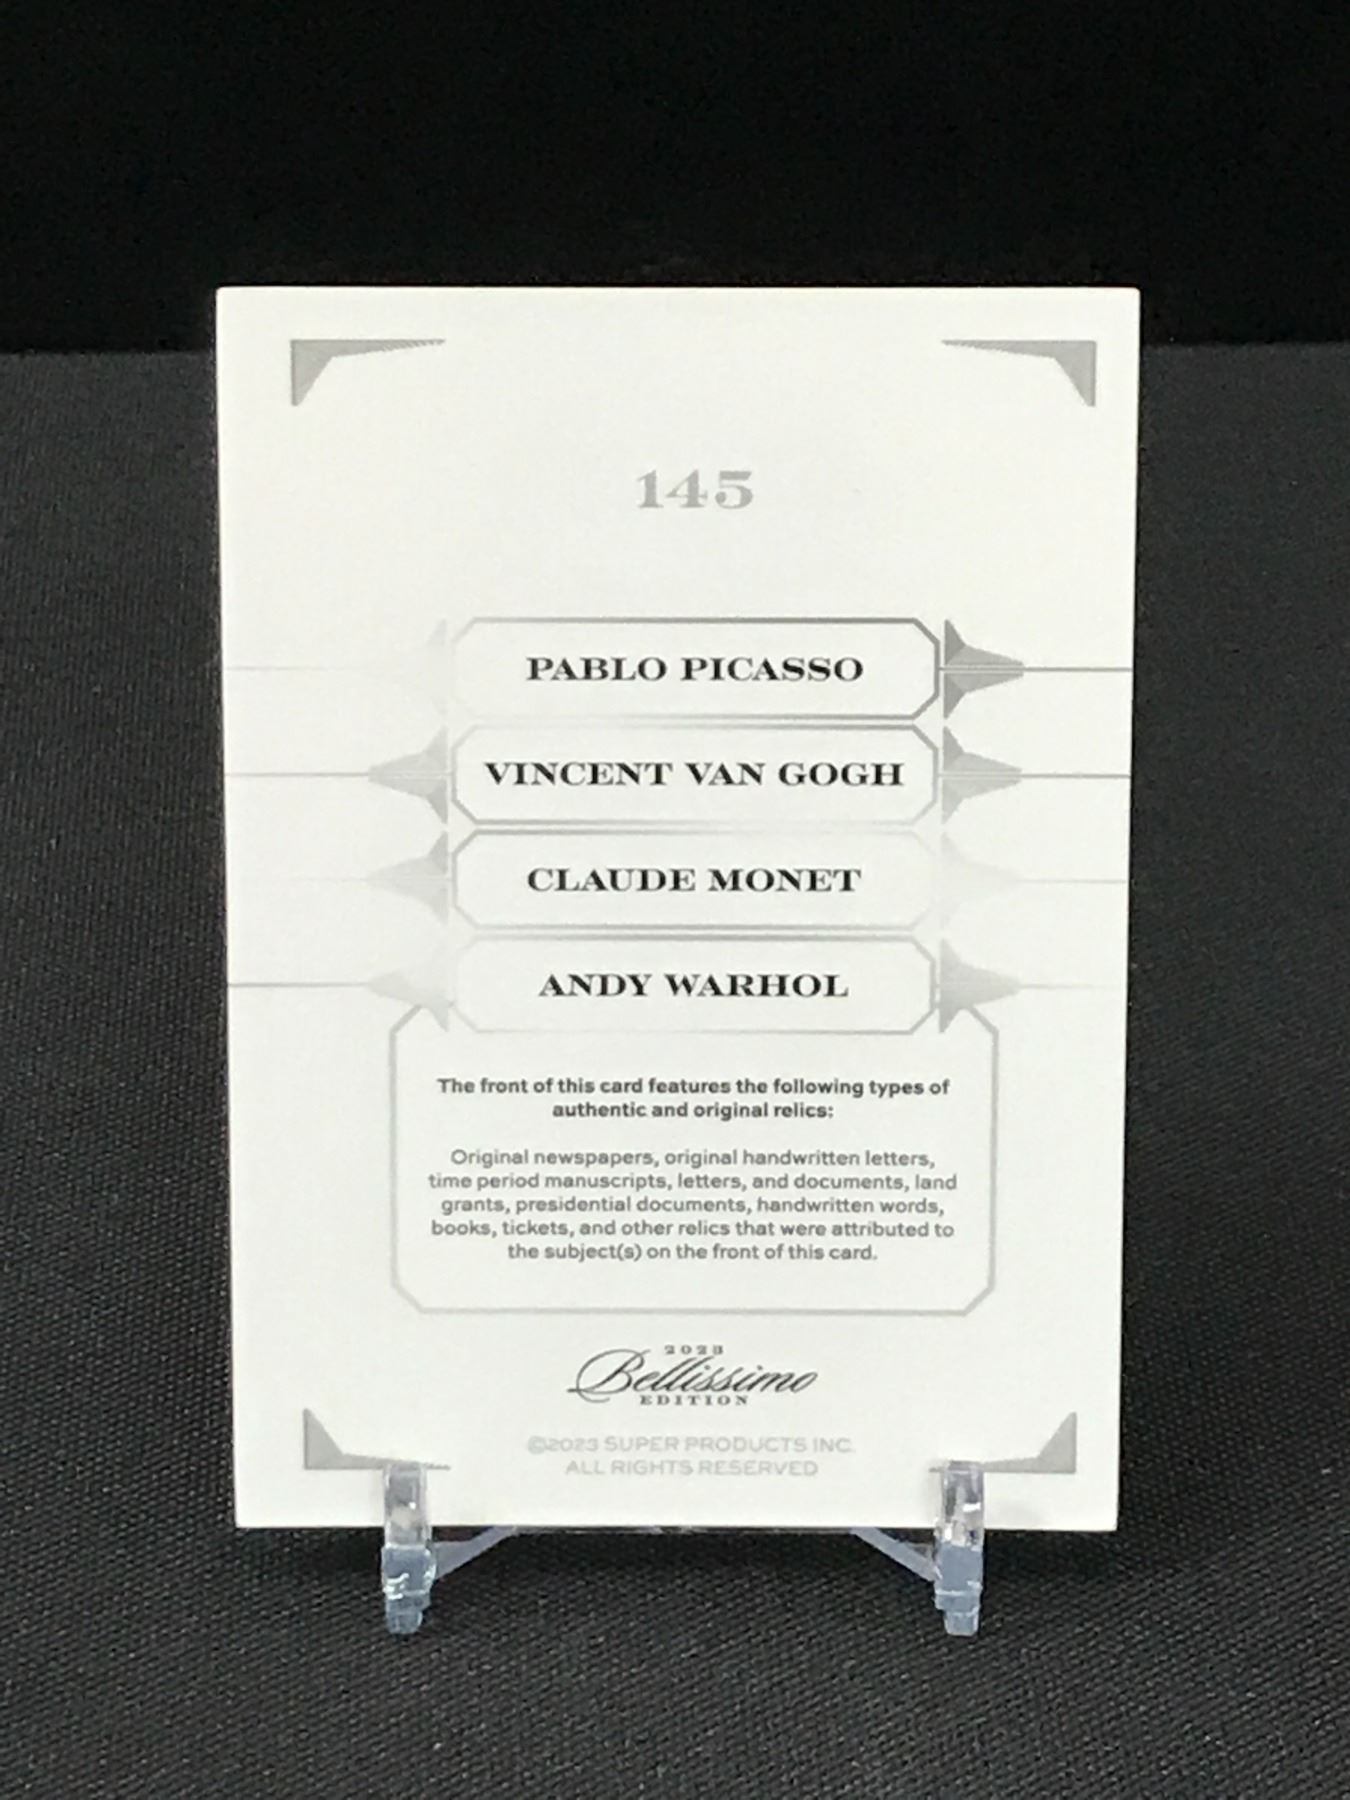 145
PABLO PICASSO
VINCENT VAN GOGH
CLAUDE MONET
ANDY WARHOL
The front of this card features the following types of
authentic and original relics:
Original newspapers, original handwritten letters,
time period manuscripts, letters, and documents, land
grants, presidential documents, handwritten words,
books, tickets, and other relics that were attributed to
the subject(s) on the front of this card.
2023
Bellissimo
EDITION
©2023 SUPER PRODUCTS INC.
ALL RIGHTS RESERVED